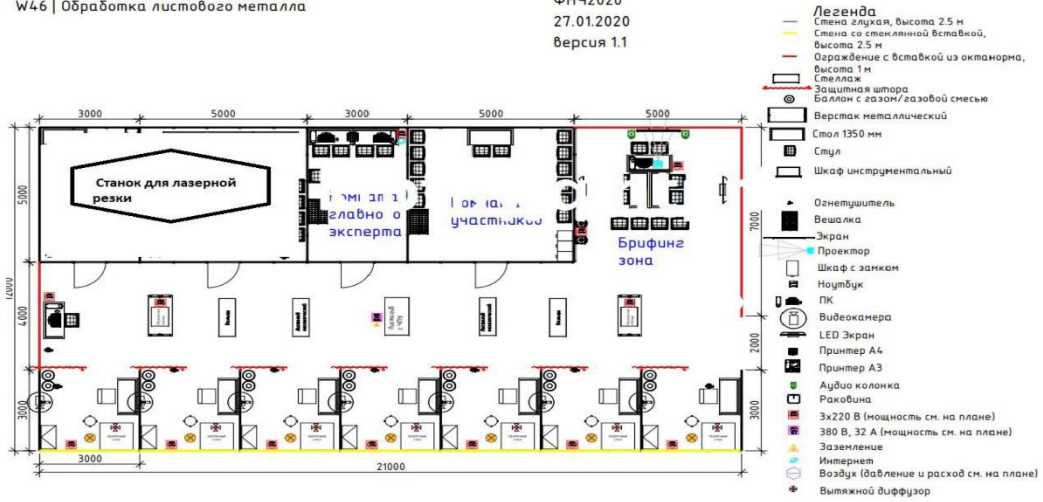 W46 | Обработка листового металла
ФНЧ2020
27.01.2020
версия 1.1
Легенда
Стена глухая, высота 2.5 м
Стена со стеклянной вставкой,
высота 2.5 м
Ограждение с вставкой из октанорма,
высота 1 м
Стеллаж
Защитная штора
Баллон с газом/газовой смесью
Верстак металлический
Стол 1350 мм
Стул
Шкаф инструментальный
Огнетушитель
Вешалка
Экран
Проектор
Шкаф с замком
Ноутбук
ПК
Видеокамера
LED Экран
Принтер А4
Принтер А3
Аудио колонка
Раковина
3х220 В (мощность см. на плане)
380 В, 32 А (мощность см. на плане)
Заземление
Интернет
Воздух (давление и расход см. на плане)
Вытяжной диффузор
3000
5000
3000
5000
5000
Станок для лазерной
резки
главно о
эксперта
участников
Брифинг
зона
5000
7000
12000
4000
2000
3000
3000
3000
21000